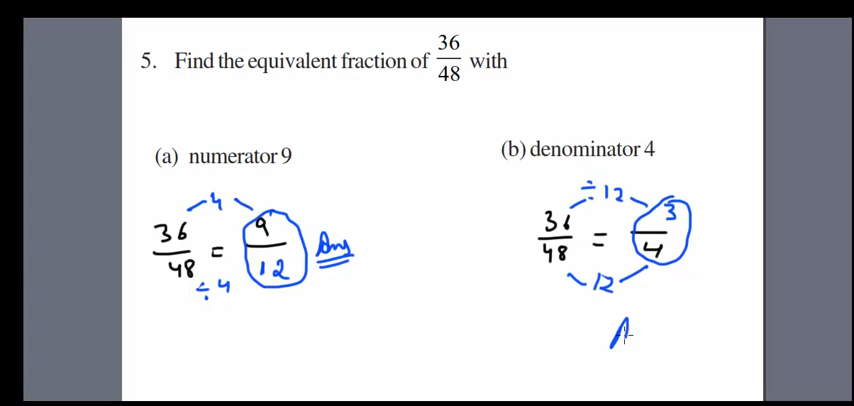 5. Find the equivalent fraction of 36/48 with
(a) numerator 9
(b) denominator 4
4
36/48 = 9/12 Ans
÷ 4
÷ 12
36/48 = 3/4
12
A